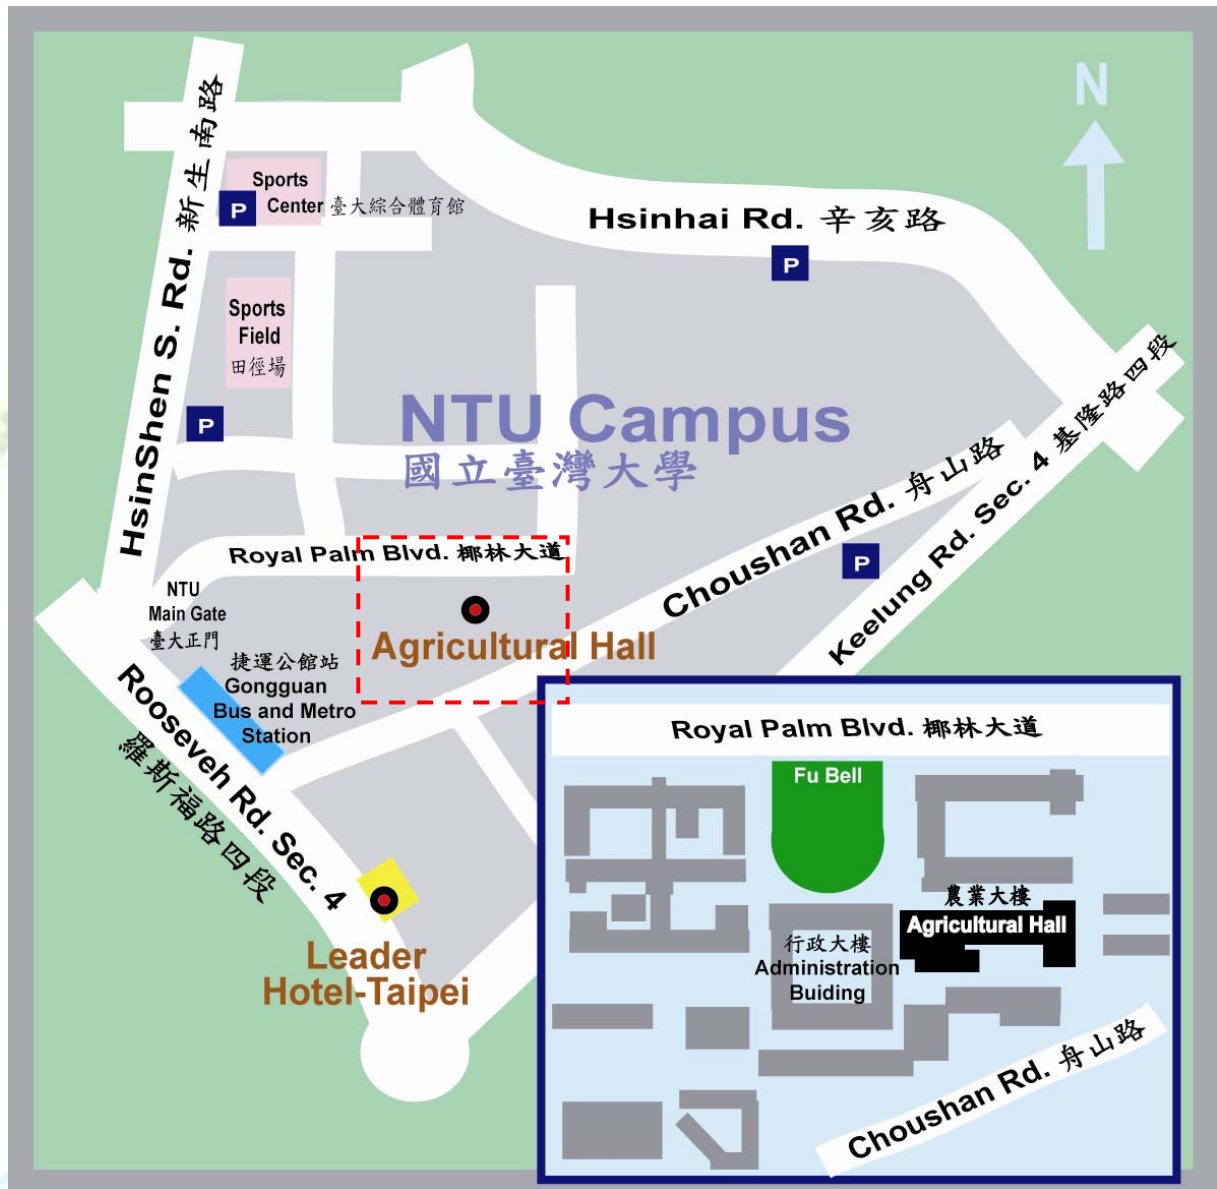 N
HsinShen S. Rd. 新生南路
Sports
Center 臺大綜合體育館
P
Hsinhai Rd. 辛亥路
P
Sports
Field
田徑場
P
NTU Campus
國立臺灣大學
Royal Palm Blvd. 椰林大道
Choushan Rd. 舟山路
Keelung Rd. Sec. 4 基隆路四段
P
NTU
Main Gate
臺大正門
Agricultural Hall
捷運公館站
Gongguan
Bus and Metro
Station
Rooseveh Rd. Sec. 4
羅斯福路四段
Leader
Hotel-Taipei
Royal Palm Blvd. 椰林大道
Fu Bell
農業大樓
Agricultural Hall
行政大樓
Administration
Buiding
Choushan Rd. 舟山路